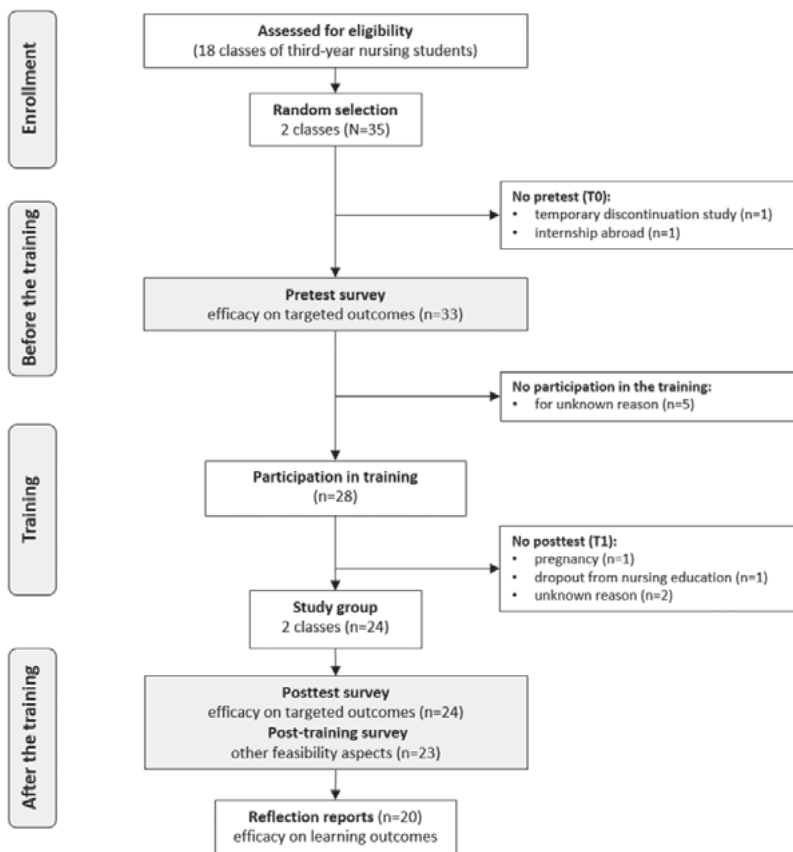 Enrollment
Assessed for eligibility
(18 classes of third-year nursing students)
Random selection
2 classes (N=35)
Before the training
No pretest (T0):
• temporary discontinuation study (n=1)
• internship abroad (n=1)
Pretest survey
efficacy on targeted outcomes (n=33)
No participation in the training:
• for unknown reason (n=5)
Training
Participation in training
(n=28)
No posttest (T1):
• pregnancy (n=1)
• dropout from nursing education (n=1)
• unknown reason (n=2)
Study group
2 classes (n=24)
After the training
Posttest survey
efficacy on targeted outcomes (n=24)
Post-training survey
other feasibility aspects (n=23)
Reflection reports (n=20)
efficacy on learning outcomes